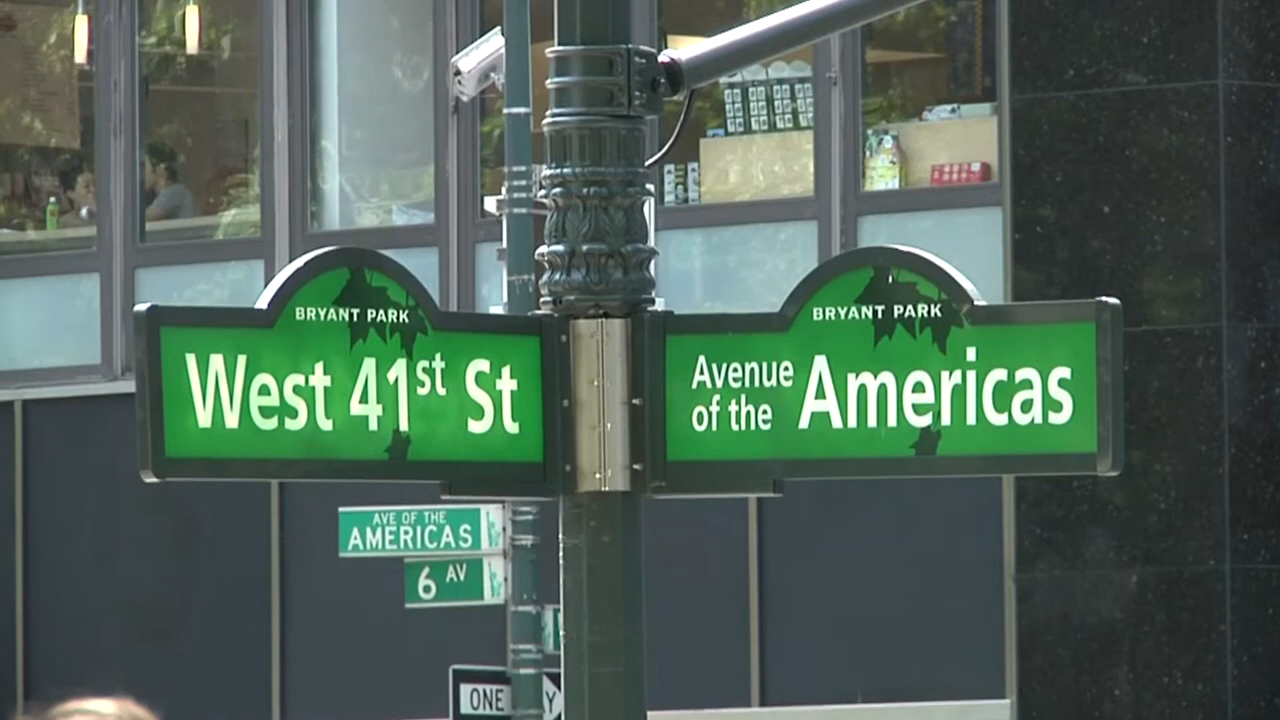 BRYANT PARK
West 41st St
BRYANT PARK
Avenue
of the
Americas
AVE OF THE
AMERICAS
6 AV
ONE
Y